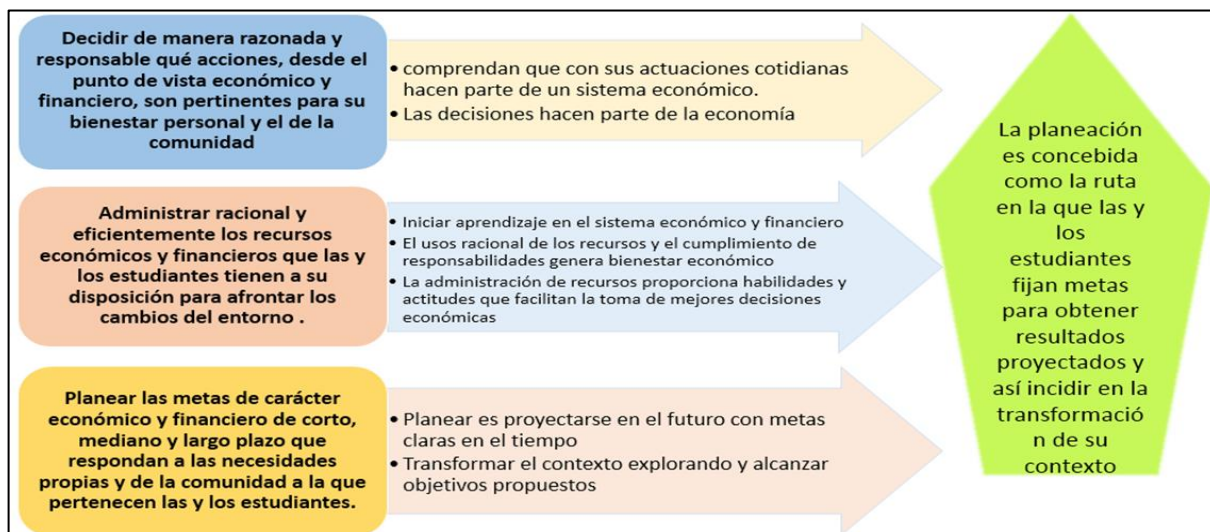 Decidir de manera razonada y
responsable qué acciones, desde el
punto de vista económico y
financiero, son pertinentes para su
bienestar personal y el de la
comunidad
• comprendan que con sus actuaciones cotidianas
hacen parte de un sistema económico.
• Las decisiones hacen parte de la economía
Administrar racional y
eficientemente los recursos
económicos y financieros que las y
los estudiantes tienen a su
disposición para afrontar los
cambios del entorno .
• Iniciar aprendizaje en el sistema económico y financiero
• El usos racional de los recursos y el cumplimiento de
responsabilidades genera bienestar económico
• La administración de recursos proporciona habilidades y
actitudes que facilitan la toma de mejores decisiones
económicas
Planear las metas de carácter
económico y financiero de corto,
mediano y largo plazo que
respondan a las necesidades
propias y de la comunidad a la que
pertenecen las y los estudiantes.
• Planear es proyectarse en el futuro con metas
claras en el tiempo
• Transformar el contexto explorando y alcanzar
objetivos propuestos
La planeación
es concebida
como la ruta
en la que las y
los
estudiantes
fijan metas
para obtener
resultados
proyectados y
así incidir en la
transformació
n de su
contexto